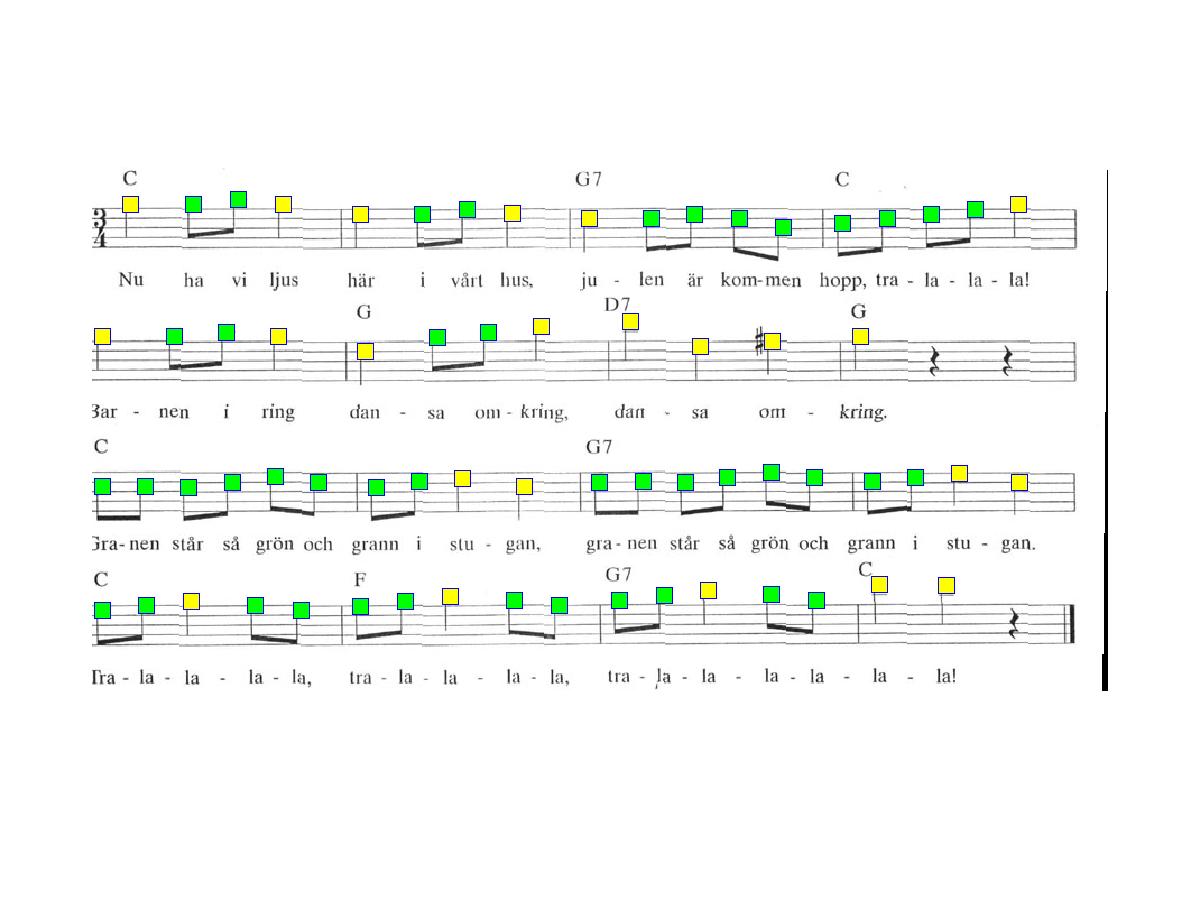 C G7 C
3
4
Nu ha vi ljus här i vårt hus, ju - len är kom-men hopp, tra - la - la - la!
G D7 G
Bar - nen i ring dan - sa om - kring, dan - sa om - kring.
C G7
Gra-nen står så grön och grann i stu - gan, gra-nen står så grön och grann i stu - gan.
C F G7 C
Tra - la - la - la - la, tra - la - la - la - la, tra - la - la - la - la - la - la!